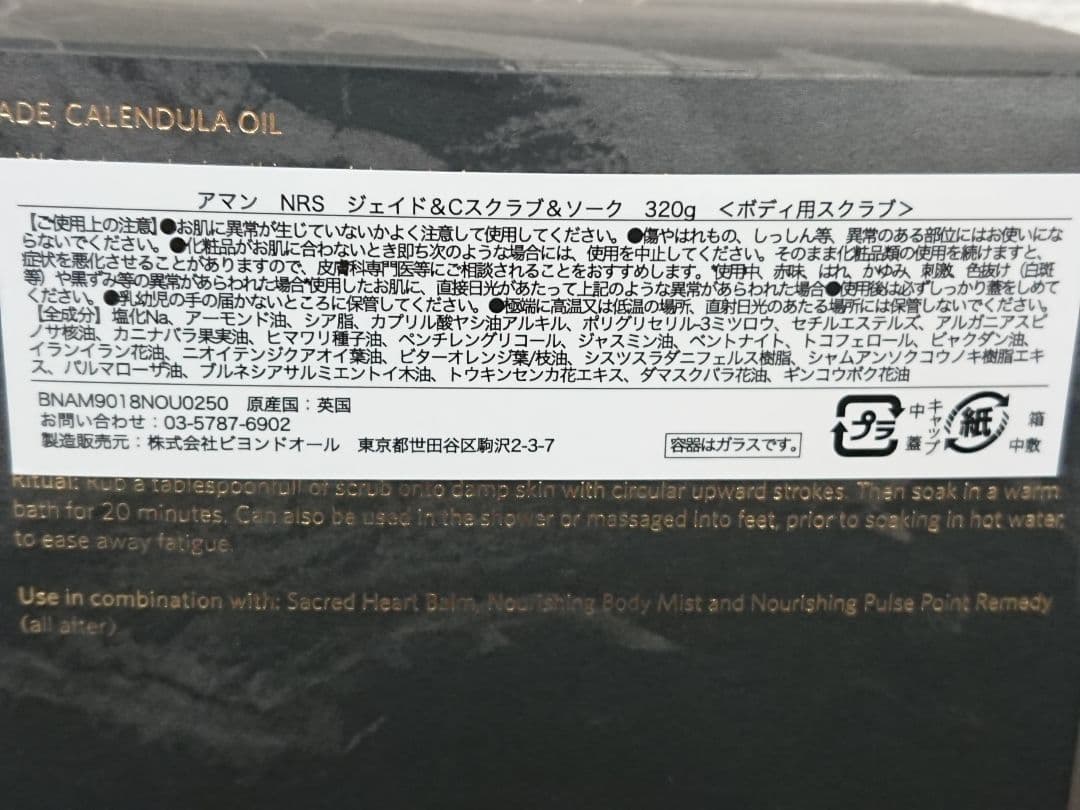 ADE, CALENDULA OIL
アマン NRS ジェイド&Cスクラブ&ソーク 320g <ボディ用スクラブ>
【ご使用上の注意】●お肌に異常が生じていないかよく注意して使用してください。●傷やはれもの、しっしん等、異常のある部位にはお使いにな
らないでください。●化粧品がお肌に合わないとき即ち次のような場合には、使用を中止してください。そのまま化粧品類の使用を続けますと、
症状を悪化させることがありますので、皮膚科専門医等にご相談されることをおすすめします。*使用中、赤味、はれ、かゆみ、刺激、色抜け(白斑
等)や黒ずみ等の異常があらわれた場合*使用したお肌に、直接日光があたって上記のような異常があらわれた場合●使用後は必ずしっかり蓋をしめて
ください。●乳幼児の手の届かないところに保管してください。●極端に高温又は低温の場所、直射日光のあたる場所には保管しないでください。
【全成分】塩化Na、アーモンド油、シア脂、カプリル酸ヤシ油アルキル、ポリグリセリル-3ミツロウ、セチルエステルズ、アルガニアスピ
ノサ核油、カニナバラ果実油、ヒマワリ種子油、ペンチレングリコール、ジャスミン油、ベントナイト、トコフェロール、ビャクダン油、
イランイラン花油、ニオイテンジクアオイ葉油、ビターオレンジ葉/枝油、シスツスラダニフェルス樹脂、シャムアンソクコウノキ樹脂エキ
ス、パルマローザ油、ブルネシアサルミエントイ木油、トウキンセンカ花エキス、ダマスクバラ花油、ギンコウボク花油
BNAM9018NOU0250 原産国:英国
お問い合わせ:03-5787-6902
製造販売元:株式会社ビヨンドオール 東京都世田谷区駒沢2-3-7
容器はガラスです。
プラ
中蓋
キャップ
紙
箱
中敷
Ritual: Rub a tablespoonfull of scrub onto damp skin with circular upward strokes. Then soak in a warm
bath for 20 minutes. Can also be used in the shower or massaged into feet, prior to soaking in hot water
to ease away fatigue.
Use in combination with: Sacred Heart Balm, Nourishing Body Mist and Nourishing Pulse Point Remedy
(all after)